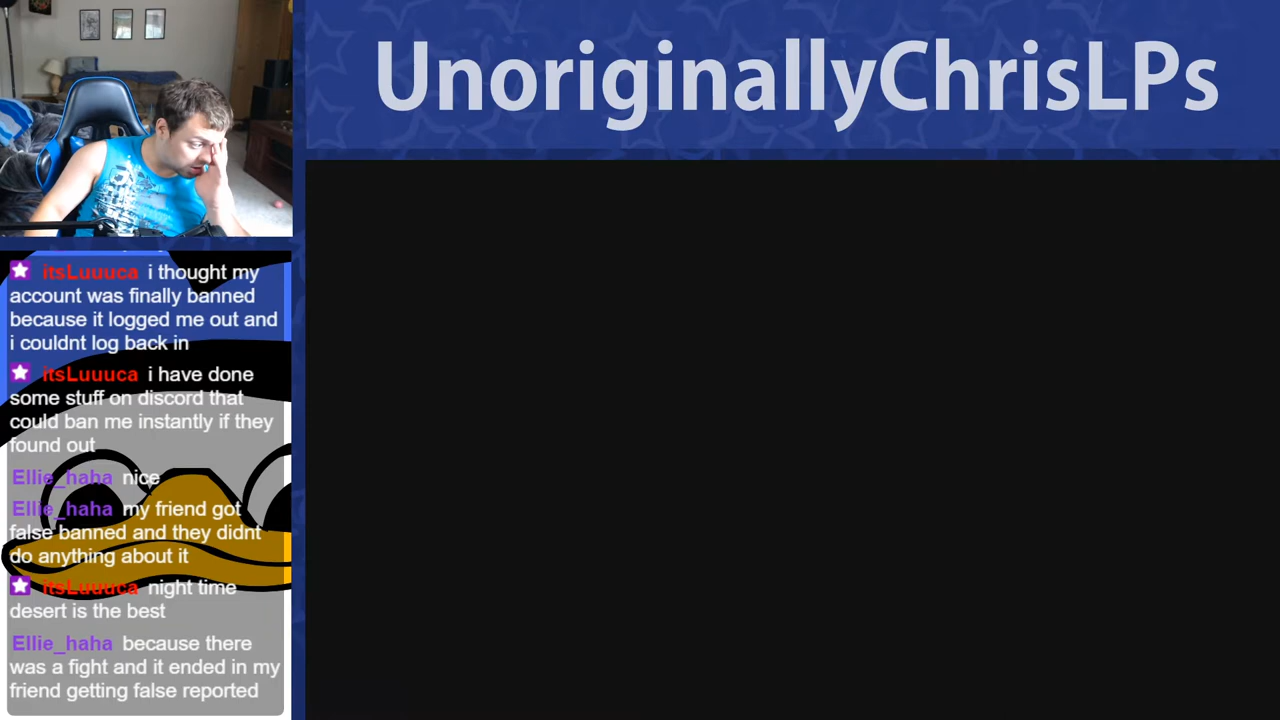 UnoriginallyChrisLPs
itsLuuuca i thought my
account was finally banned
because it logged me out and
i couldnt log back in
itsLuuuca i have done
some stuff on discord that
could ban me instantly if they
found out
Ellie_haha nice
Ellie_haha my friend got
false banned and they didnt
do anything about it
itsLuuuca night time
desert is the best
Ellie_haha because there
was a fight and it ended in my
friend getting false reported